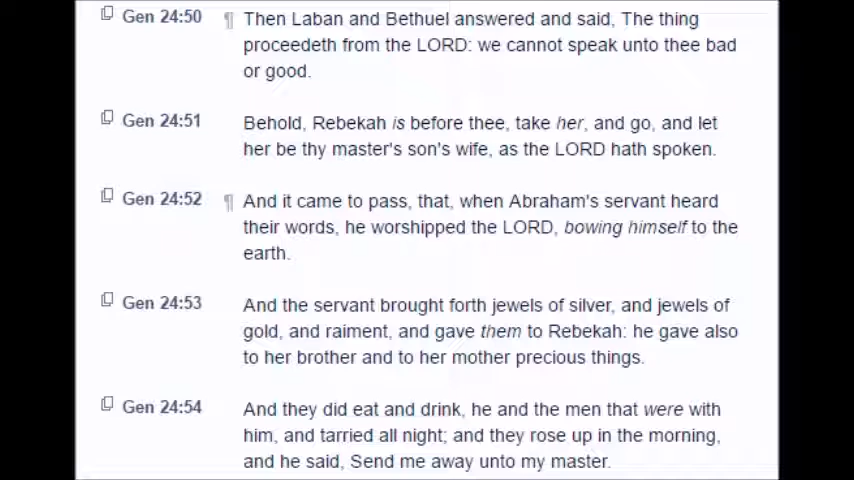 Gen 24:50 ¶ Then Laban and Bethuel answered and said, The thing
proceedeth from the LORD: we cannot speak unto thee bad
or good.
Gen 24:51 Behold, Rebekah is before thee, take her, and go, and let
her be thy master's son's wife, as the LORD hath spoken.
Gen 24:52 ¶ And it came to pass, that, when Abraham's servant heard
their words, he worshipped the LORD, bowing himself to the
earth.
Gen 24:53 And the servant brought forth jewels of silver, and jewels of
gold, and raiment, and gave them to Rebekah: he gave also
to her brother and to her mother precious things.
Gen 24:54 And they did eat and drink, he and the men that were with
him, and tarried all night; and they rose up in the morning,
and he said, Send me away unto my master.